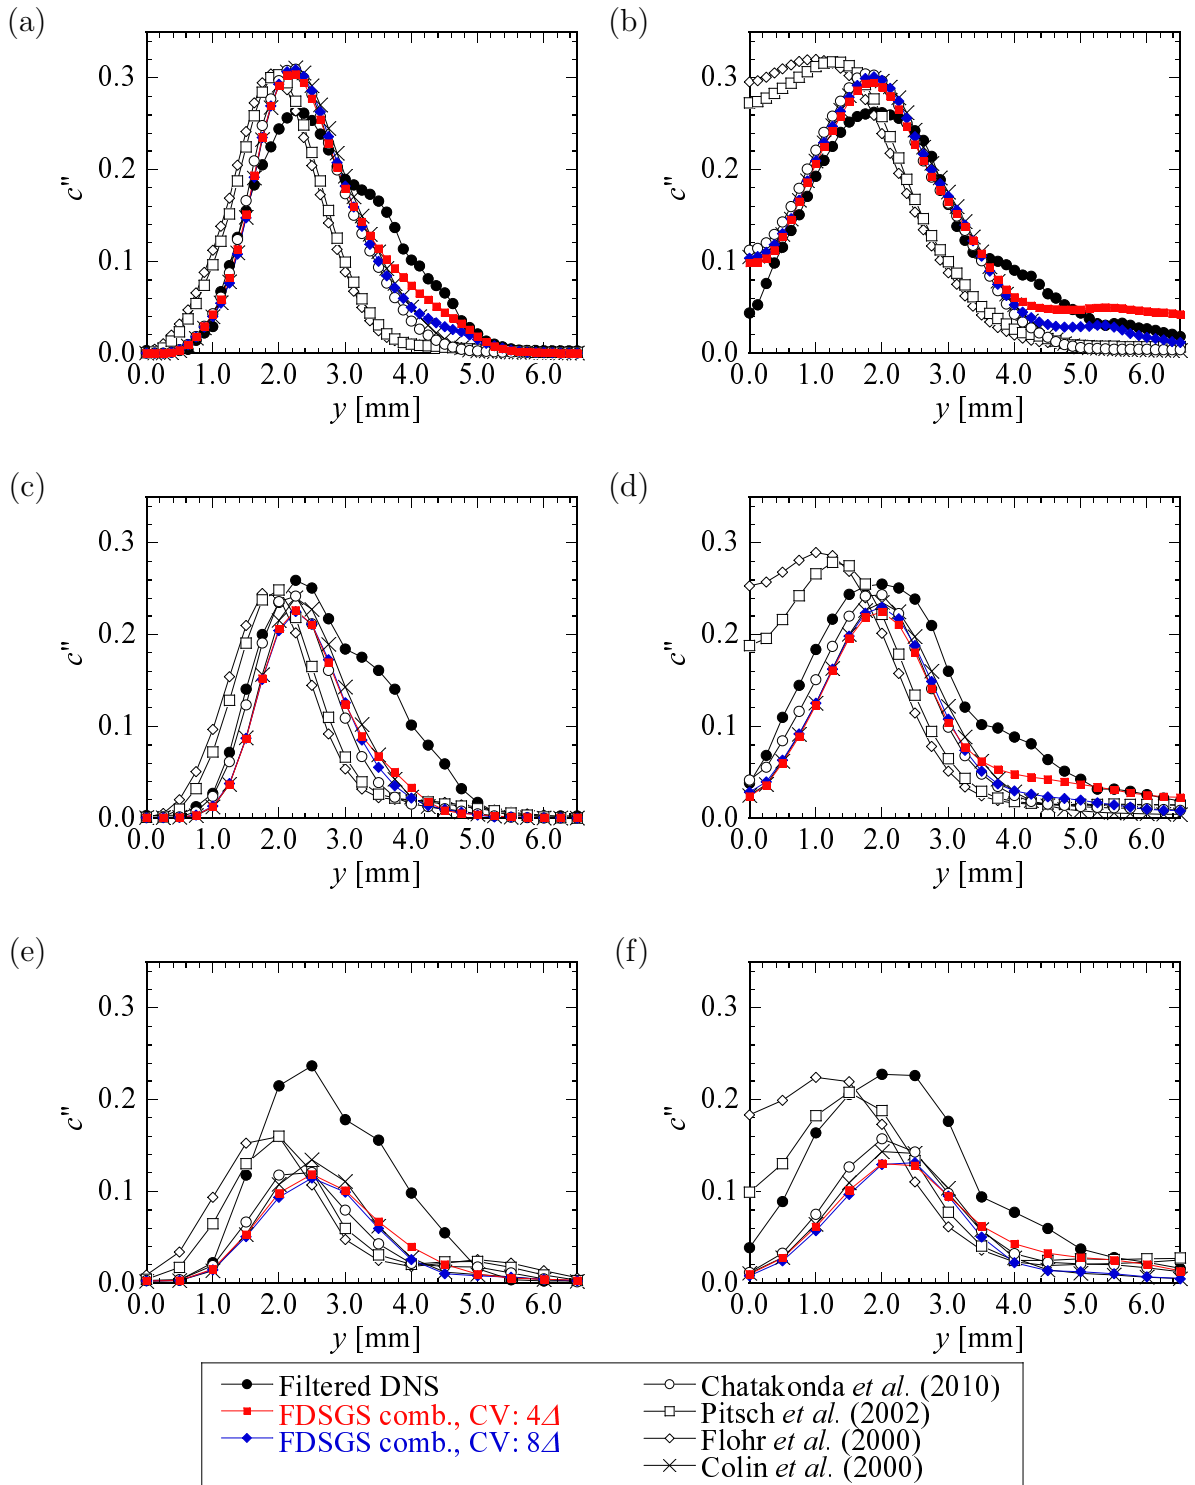 (a)
0.3
0.2
0.1
0.0
c"
0.0 1.0 2.0 3.0 4.0 5.0 6.0
y [mm]
(b)
0.3
0.2
0.1
0.0
c"
0.0 1.0 2.0 3.0 4.0 5.0 6.0
y [mm]
(c)
0.3
0.2
0.1
0.0
c"
0.0 1.0 2.0 3.0 4.0 5.0 6.0
y [mm]
(d)
0.3
0.2
0.1
0.0
c"
0.0 1.0 2.0 3.0 4.0 5.0 6.0
y [mm]
(e)
0.3
0.2
0.1
0.0
c"
0.0 1.0 2.0 3.0 4.0 5.0 6.0
y [mm]
(f)
0.3
0.2
0.1
0.0
c"
0.0 1.0 2.0 3.0 4.0 5.0 6.0
y [mm]
Filtered DNS
FDSGS comb., CV: 4Δ
FDSGS comb., CV: 8Δ
Chatakonda et al. (2010)
Pitsch et al. (2002)
Flohr et al. (2000)
Colin et al. (2000)